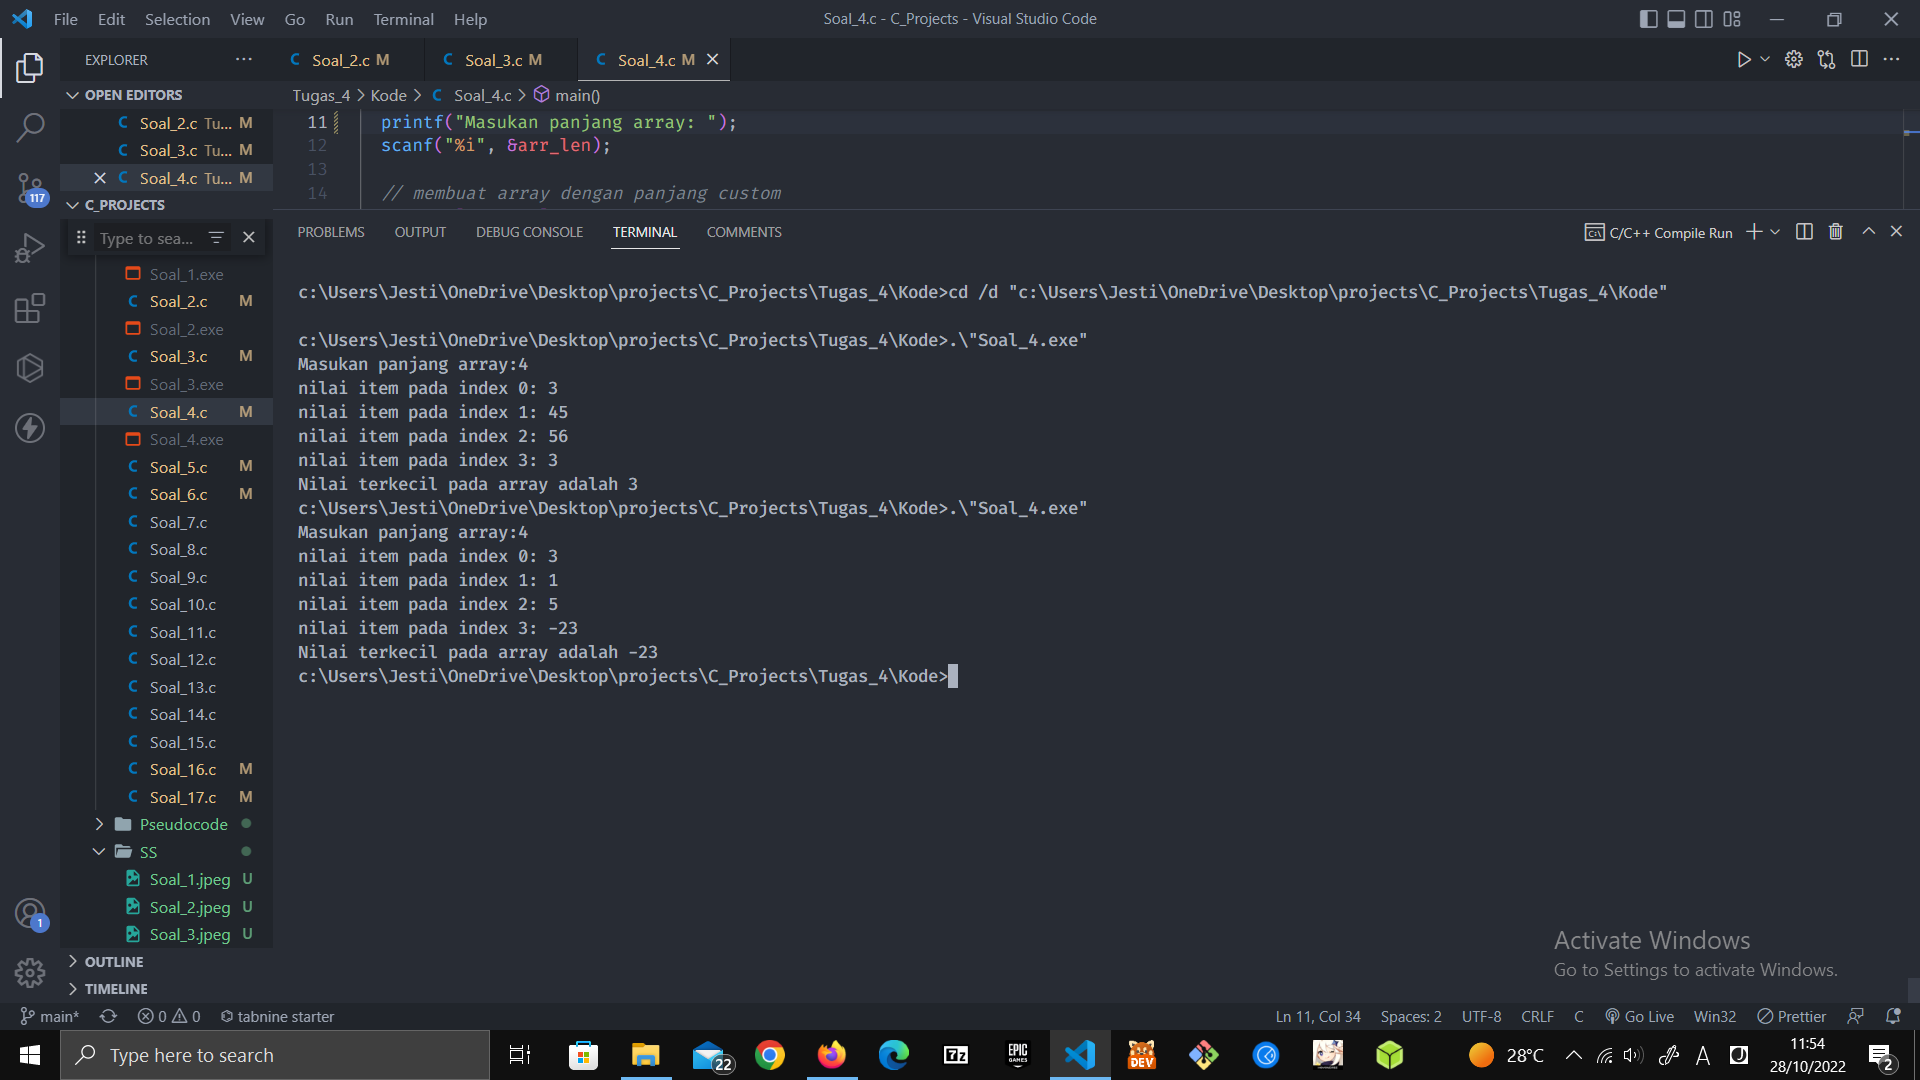 File Edit Selection View Go Run Terminal Help
Soal_4.c - C_Projects - Visual Studio Code
EXPLORER
Soal_2.c M
Soal_3.c M
Soal_4.c M
OPEN EDITORS
Soal_2.c Tu... M
Soal_3.c Tu... M
Soal_4.c Tu... M
117
C_PROJECTS
Type to sea...
Soal_1.exe
Soal_2.c M
Soal_2.exe
Soal_3.c M
Soal_3.exe
Soal_4.c M
Soal_4.exe
Soal_5.c M
Soal_6.c M
Soal_7.c
Soal_8.c
Soal_9.c
Soal_10.c
Soal_11.c
Soal_12.c
Soal_13.c
Soal_14.c
Soal_15.c
Soal_16.c M
Soal_17.c M
Pseudocode
SS
Soal_1.jpeg U
Soal_2.jpeg U
Soal_3.jpeg U
1
OUTLINE
TIMELINE
Tugas_4 > Kode > C Soal_4.c > main()
11 printf("Masukan panjang array: ");
12 scanf("%i", &arr_len);
13
14 // membuat array dengan panjang custom
PROBLEMS OUTPUT DEBUG CONSOLE TERMINAL COMMENTS
C/C++ Compile Run
c:\Users\Jesti\OneDrive\Desktop\projects\C_Projects\Tugas_4\Kode>cd /d "c:\Users\Jesti\OneDrive\Desktop\projects\C_Projects\Tugas_4\Kode"
c:\Users\Jesti\OneDrive\Desktop\projects\C_Projects\Tugas_4\Kode>.\"Soal_4.exe"
Masukan panjang array:4
nilai item pada index 0: 3
nilai item pada index 1: 45
nilai item pada index 2: 56
nilai item pada index 3: 3
Nilai terkecil pada array adalah 3
c:\Users\Jesti\OneDrive\Desktop\projects\C_Projects\Tugas_4\Kode>.\"Soal_4.exe"
Masukan panjang array:4
nilai item pada index 0: 3
nilai item pada index 1: 1
nilai item pada index 2: 5
nilai item pada index 3: -23
Nilai terkecil pada array adalah -23
c:\Users\Jesti\OneDrive\Desktop\projects\C_Projects\Tugas_4\Kode>
Activate Windows
Go to Settings to activate Windows.
main* 0 0 tabnine starter
Ln 11, Col 34 Spaces: 2 UTF-8 CRLF C Go Live Win32 Prettier
Type here to search
22
7z
EPIC GAMES
DEV
28°C
A
11:54
28/10/2022
2